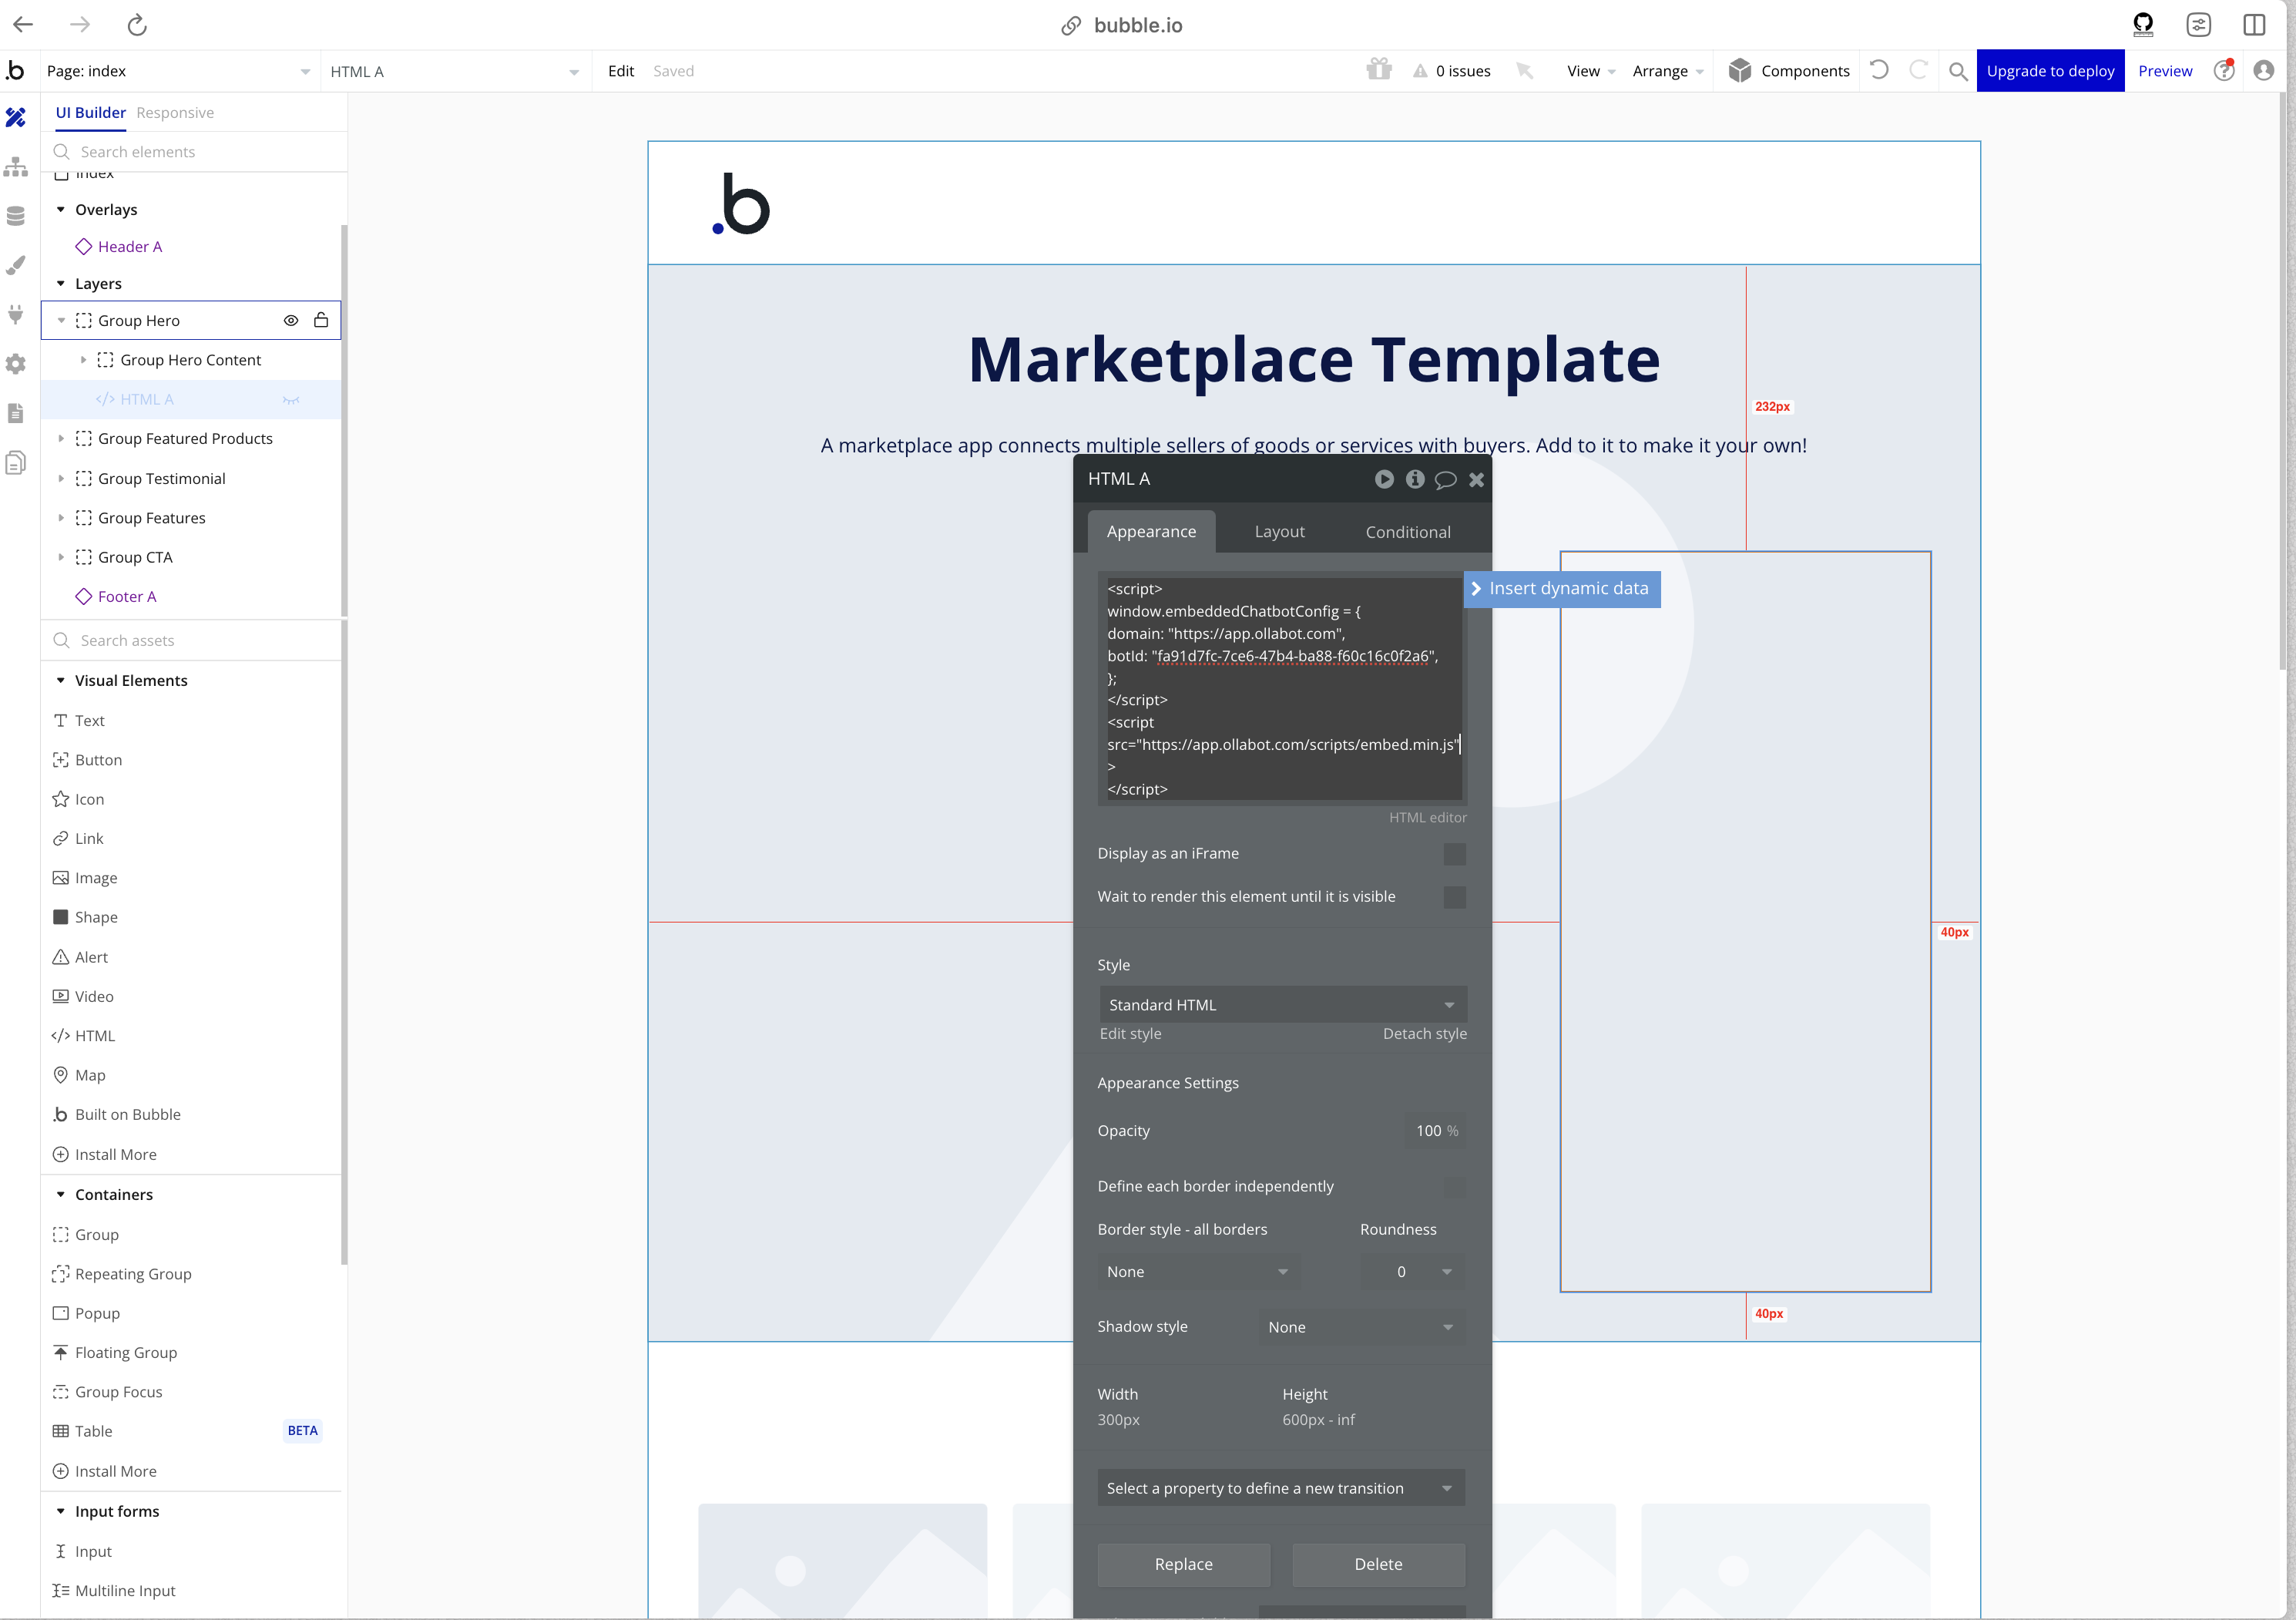 bubble.io
Page: index
HTML A
Edit
Saved
0 issues
View
Arrange
Components
Upgrade to deploy
Preview
UI Builder
Responsive
Search elements
index
Overlays
Header A
Layers
Group Hero
Group Hero Content
</> HTML A
Group Featured Products
Group Testimonial
Group Features
Group CTA
Footer A
Search assets
Visual Elements
Text
Button
Icon
Link
Image
Shape
Alert
Video
</> HTML
Map
Built on Bubble
Install More
Containers
Group
Repeating Group
Popup
Floating Group
Group Focus
Table
BETA
Install More
Input forms
Input
Multiline Input
.b
Marketplace Template
232px
A marketplace app connects multiple sellers of goods or services with buyers. Add to it to make it your own!
HTML A
Appearance
Layout
Conditional
<script>
window.embeddedChatbotConfig = {
domain: "https://app.ollabot.com",
botId: "fa91d7fc-7ce6-47b4-ba88-f60c16c0f2a6",
};
</script>
<script
src="https://app.ollabot.com/scripts/embed.min.js"
>
</script>
Insert dynamic data
HTML editor
Display as an iFrame
Wait to render this element until it is visible
40px
Style
Standard HTML
Edit style
Detach style
Appearance Settings
Opacity
100 %
Define each border independently
Border style - all borders
Roundness
None
0
Shadow style
None
40px
Width
Height
300px
600px - inf
Select a property to define a new transition
Replace
Delete